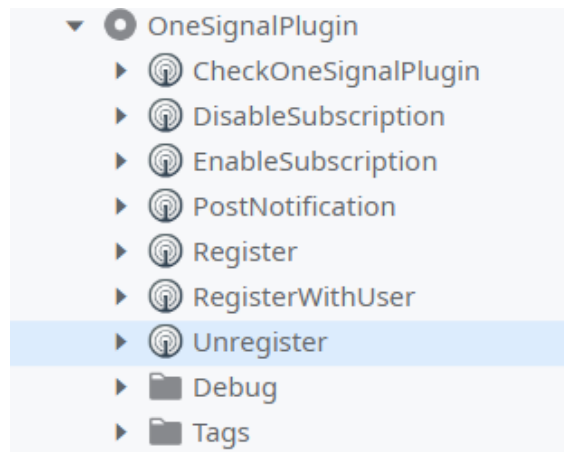 OneSignalPlugin
CheckOneSignalPlugin
DisableSubscription
EnableSubscription
PostNotification
Register
RegisterWithUser
Unregister
Debug
Tags